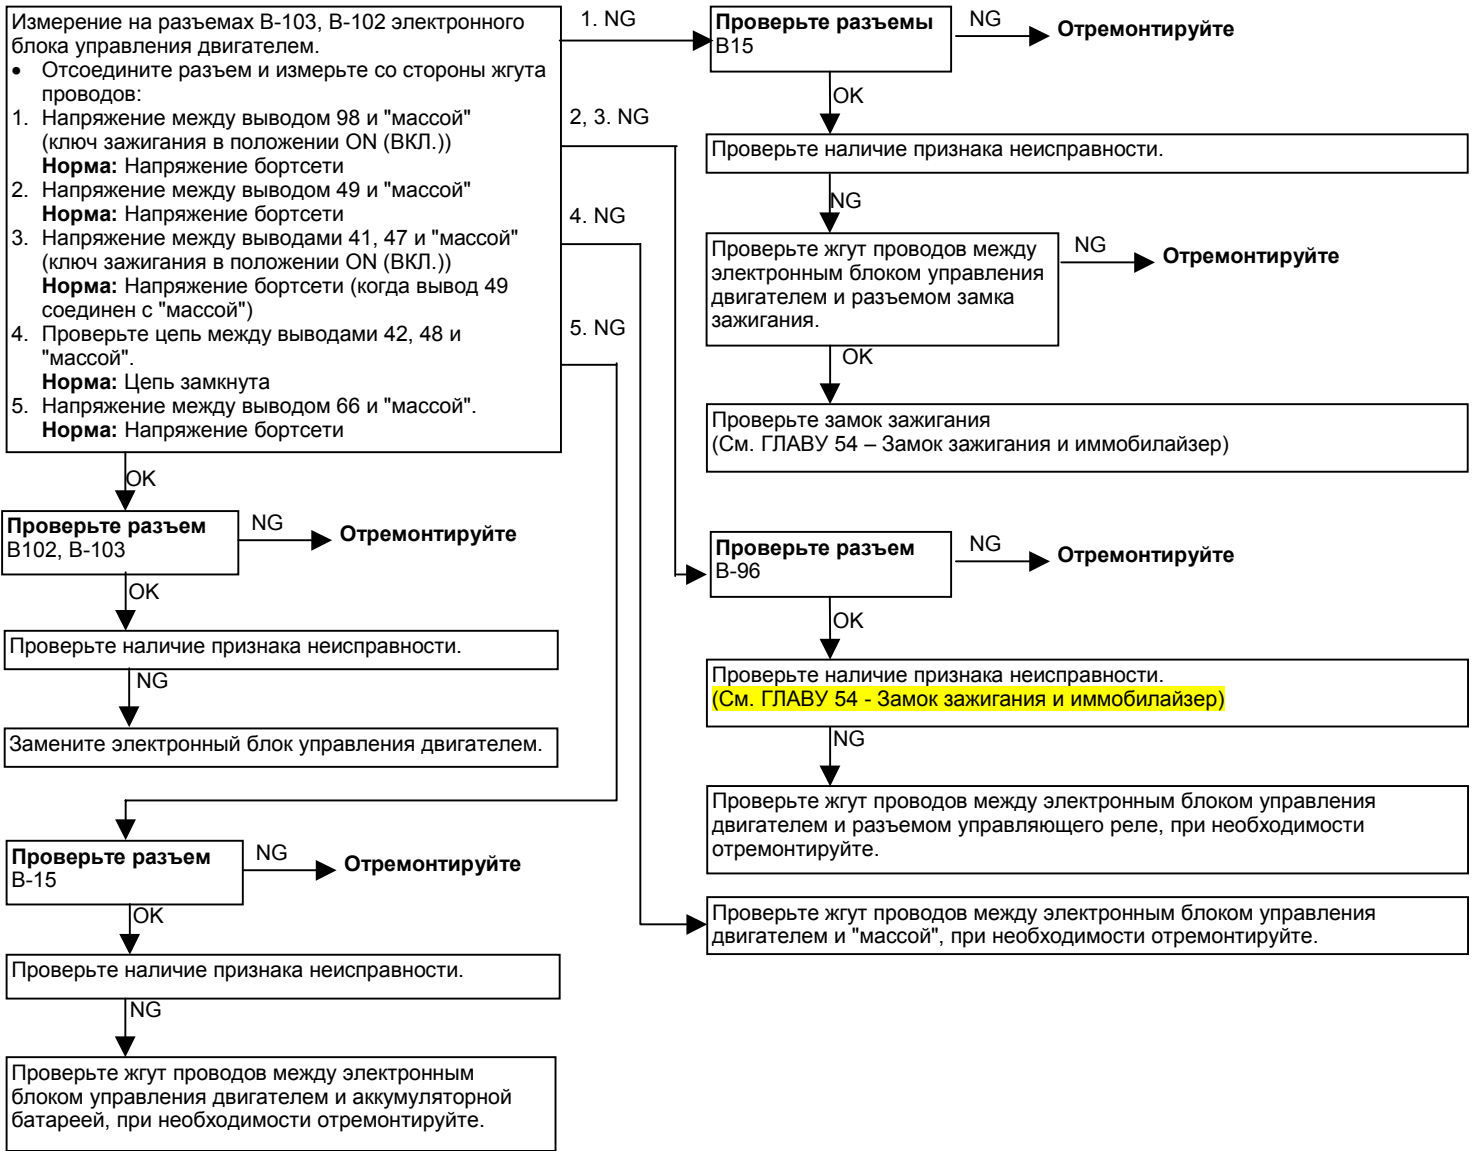 Измерение на разъемах B-103, B-102 электронного
блока управления двигателем.
• Отсоедините разъем и измерьте со стороны жгута
проводов:
1. Напряжение между выводом 98 и "массой"
(ключ зажигания в положении ON (ВКЛ.))
Норма: Напряжение бортсети
2. Напряжение между выводом 49 и "массой"
Норма: Напряжение бортсети
3. Напряжение между выводами 41, 47 и "массой"
(ключ зажигания в положении ON (ВКЛ.))
Норма: Напряжение бортсети (когда вывод 49
соединен с "массой")
4. Проверьте цепь между выводами 42, 48 и
"массой".
Норма: Цепь замкнута
5. Напряжение между выводом 66 и "массой".
Норма: Напряжение бортсети
OK
Проверьте разъем
B102, B-103
NG
Отремонтируйте
OK
Проверьте наличие признака неисправности.
NG
Замените электронный блок управления двигателем.
Проверьте разъем
B-15
NG
Отремонтируйте
OK
Проверьте наличие признака неисправности.
NG
Проверьте жгут проводов между электронным
блоком управления двигателем и аккумуляторной
батареей, при необходимости отремонтируйте.
1. NG
2, 3. NG
4. NG
5. NG
Проверьте разъемы
B15
NG
Отремонтируйте
OK
Проверьте наличие признака неисправности.
NG
Проверьте жгут проводов между
электронным блоком управления
двигателем и разъемом замка
зажигания.
NG
Отремонтируйте
OK
Проверьте замок зажигания
(См. ГЛАВУ 54 – Замок зажигания и иммобилайзер)
Проверьте разъем
B-96
NG
Отремонтируйте
OK
Проверьте наличие признака неисправности.
(См. ГЛАВУ 54 - Замок зажигания и иммобилайзер)
NG
Проверьте жгут проводов между электронным блоком управления
двигателем и разъемом управляющего реле, при необходимости
отремонтируйте.
Проверьте жгут проводов между электронным блоком управления
двигателем и "массой", при необходимости отремонтируйте.